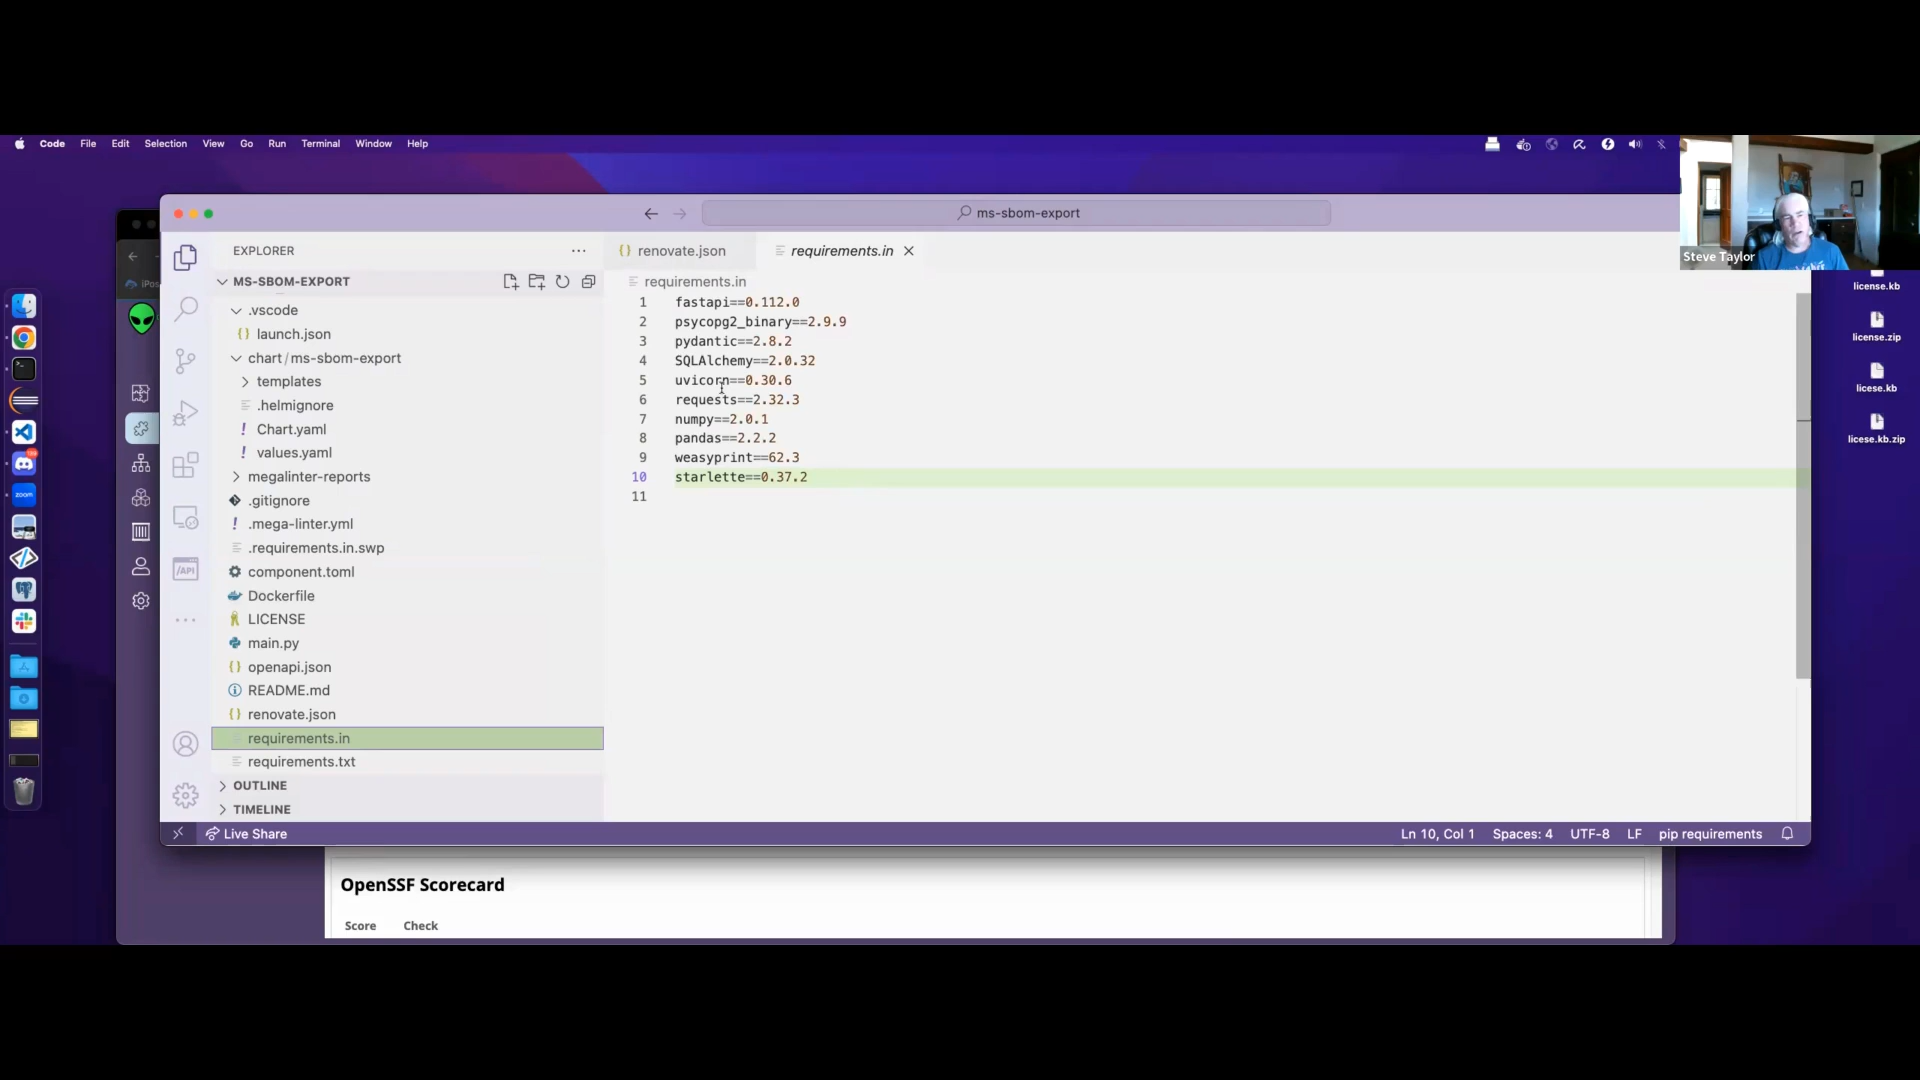 Code File Edit Selection View Go Run Terminal Window Help
ms-sbom-export
Steve Taylor
EXPLORER
renovate.json
requirements.in
MS-SBOM-EXPORT
requirements.in
.vscode
launch.json
chart/ms-sbom-export
templates
.helmignore
Chart.yaml
values.yaml
megalinter-reports
.gitignore
.mega-linter.yml
.requirements.in.swp
component.toml
Dockerfile
LICENSE
main.py
openapi.json
README.md
renovate.json
requirements.in
requirements.txt
OUTLINE
TIMELINE
1 fastapi==0.112.0
2 psycopg2_binary==2.9.9
3 pydantic==2.8.2
4 SQLAlchemy==2.0.32
5 uvicorn==0.30.6
6 requests==2.32.3
7 numpy==2.0.1
8 pandas==2.2.2
9 weasyprint==62.3
10 starlette==0.37.2
11
license.kb
license.zip
licese.kb
licese.kb.zip
/API
zoom
Live Share
Ln 10, Col 1 Spaces: 4 UTF-8 LF pip requirements
OpenSSF Scorecard
Score Check